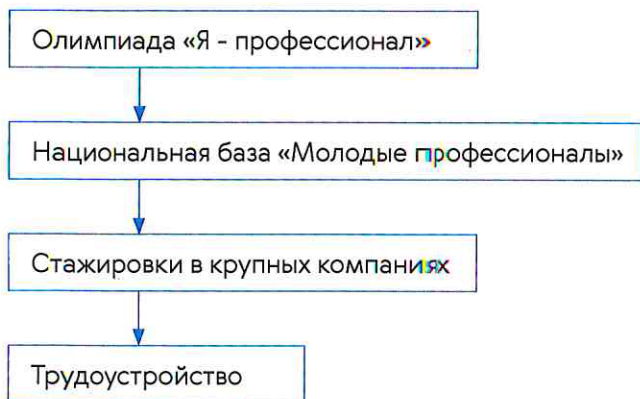 Олимпиада «Я - профессионал»
Национальная база «Молодые профессионалы»
Стажировки в крупных компаниях
Трудоустройство